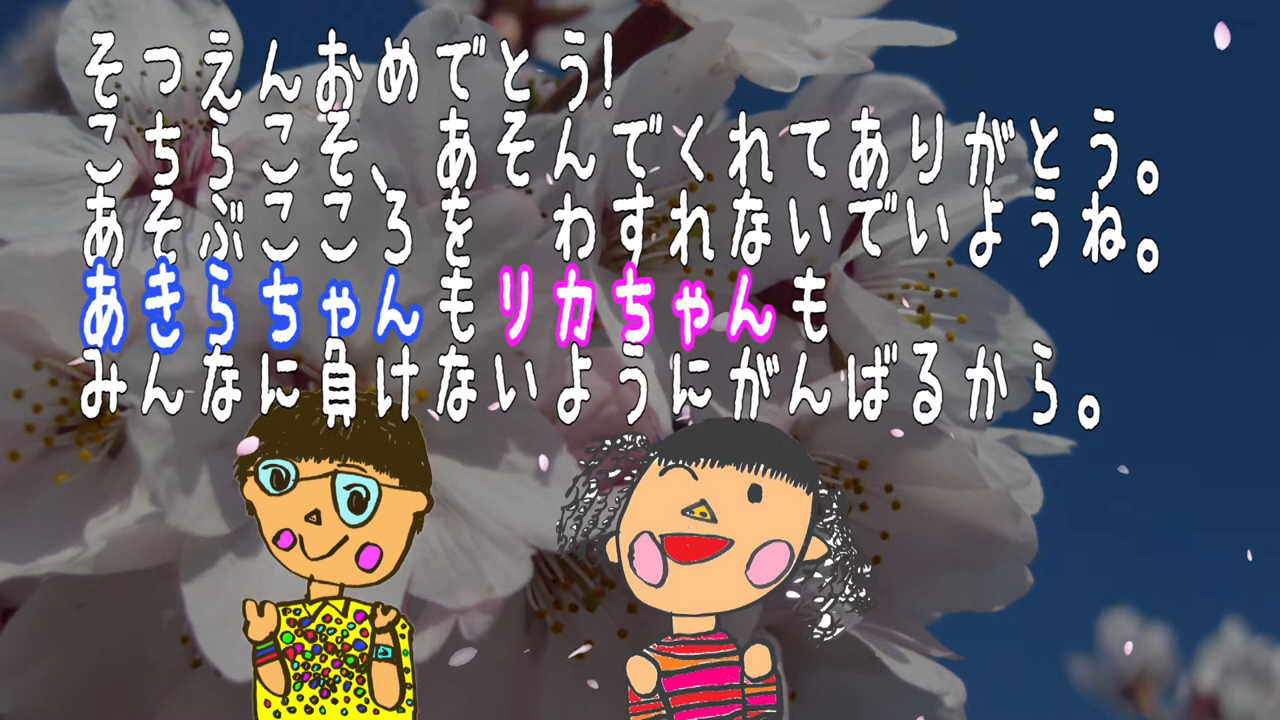 そつえんおめでとう!
こちらこそ、あそんでくれてありがとう。
あそぶこころを わすれないでいようね。
あきらちゃんもリカちゃんも
みんなに負けないようにがんばるから。